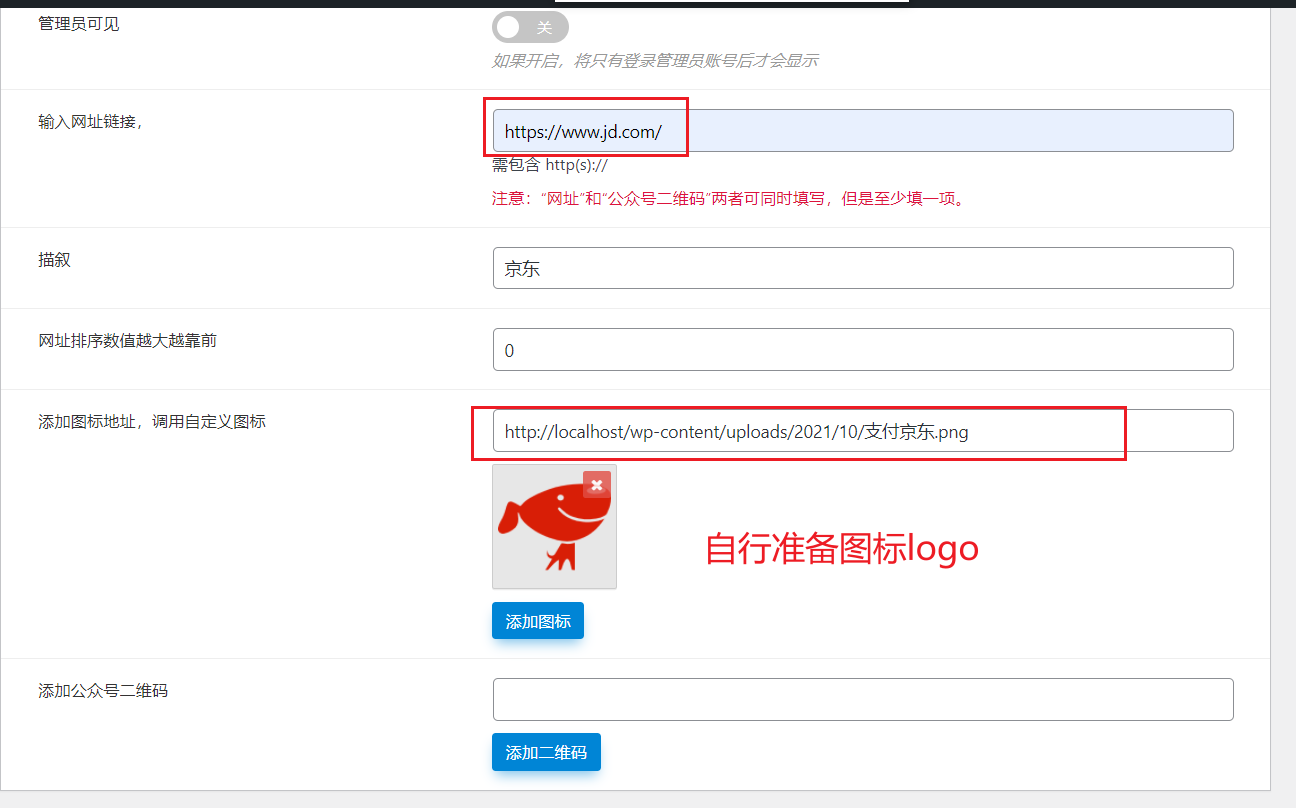 管理员可见
关
如果开启，将只有登录管理员账号后才会显示
输入网址链接，
https://www.jd.com/
需包含 http(s)://
注意：“网址”和“公众号二维码”两者可同时填写，但是至少填一项。
描叙
京东
网址排序数值越大越靠前
0
添加图标地址，调用自定义图标
http://localhost/wp-content/uploads/2021/10/支付京东.png
自行准备图标logo
添加图标
添加公众号二维码
添加二维码